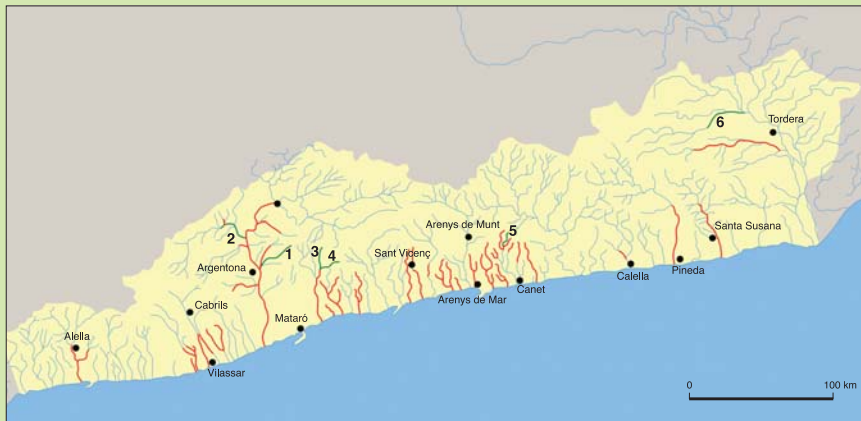 6
Tordera
2
Arenys de Munt
5
Santa Susana
1
3
4
Sant Vicenç
Argentona
Pineda
Calella
Canet
Arenys de Mar
Cabrils
Mataró
Alella
Vilassar
0
100 km